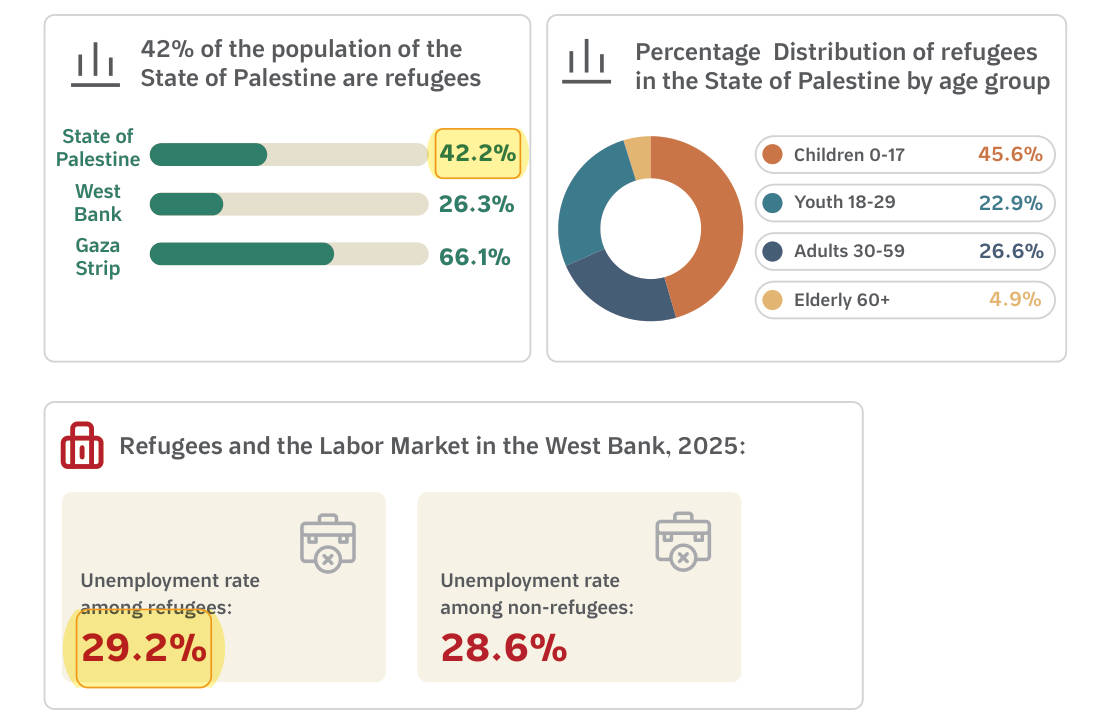 42% of the population of the
State of Palestine are refugees
State of
Palestine
42.2%
West
Bank
26.3%
Gaza
Strip
66.1%
Percentage Distribution of refugees
in the State of Palestine by age group
Children 0-17 45.6%
Youth 18-29 22.9%
Adults 30-59 26.6%
Elderly 60+ 4.9%
Refugees and the Labor Market in the West Bank, 2025:
Unemployment rate
among refugees:
29.2%
Unemployment rate
among non-refugees:
28.6%